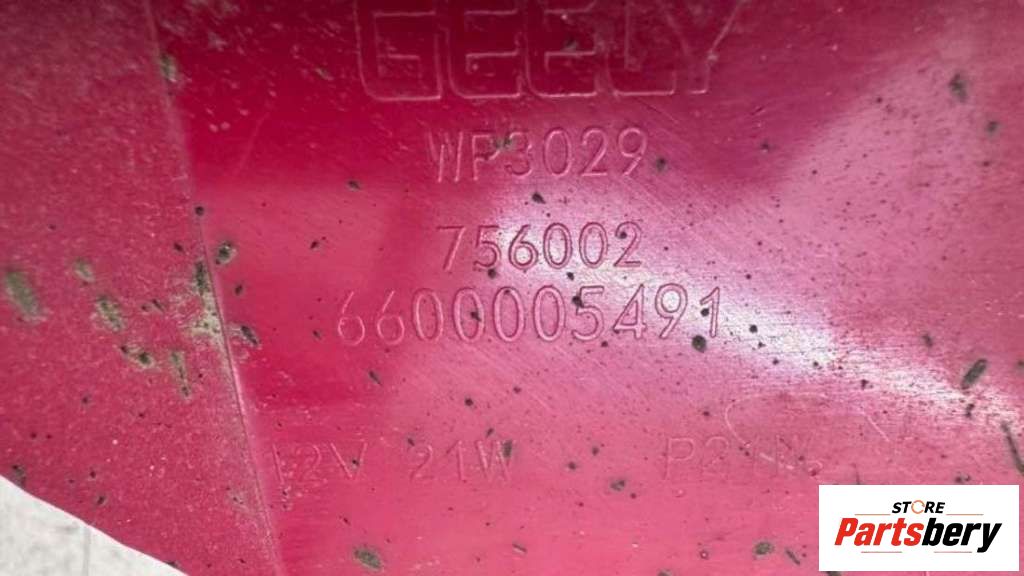 GEELY
WP3029
756002
6600005491
12V 21W
STORE
Partsbery